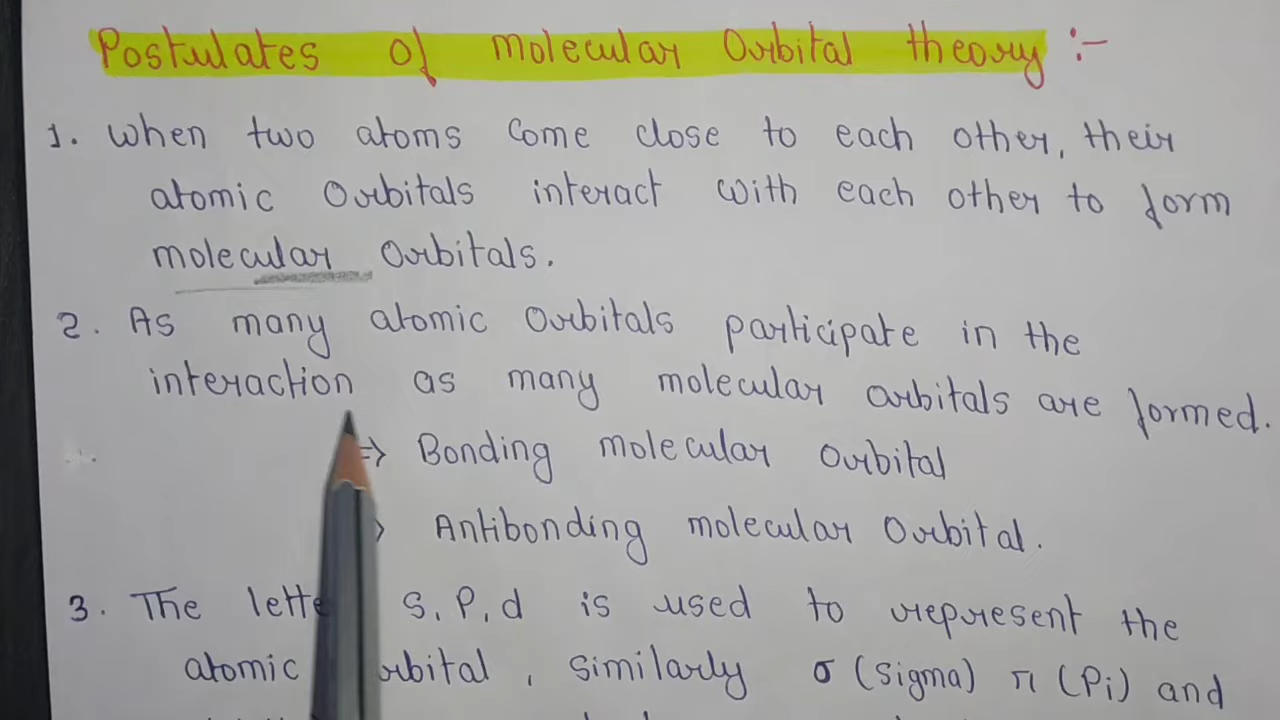 Postulates of molecular Orbital theory :-
1. When two atoms come close to each other, their
atomic Orbitals interact with each other to form
molecular Orbitals.
2. As many atomic Orbitals participate in the
interaction as many molecular orbitals are formed.
⇒ Bonding molecular Orbital
Antibonding molecular Orbital.
3. The S, P, d is used to represent the
atomic , similarly σ (sigma) π (Pi) and